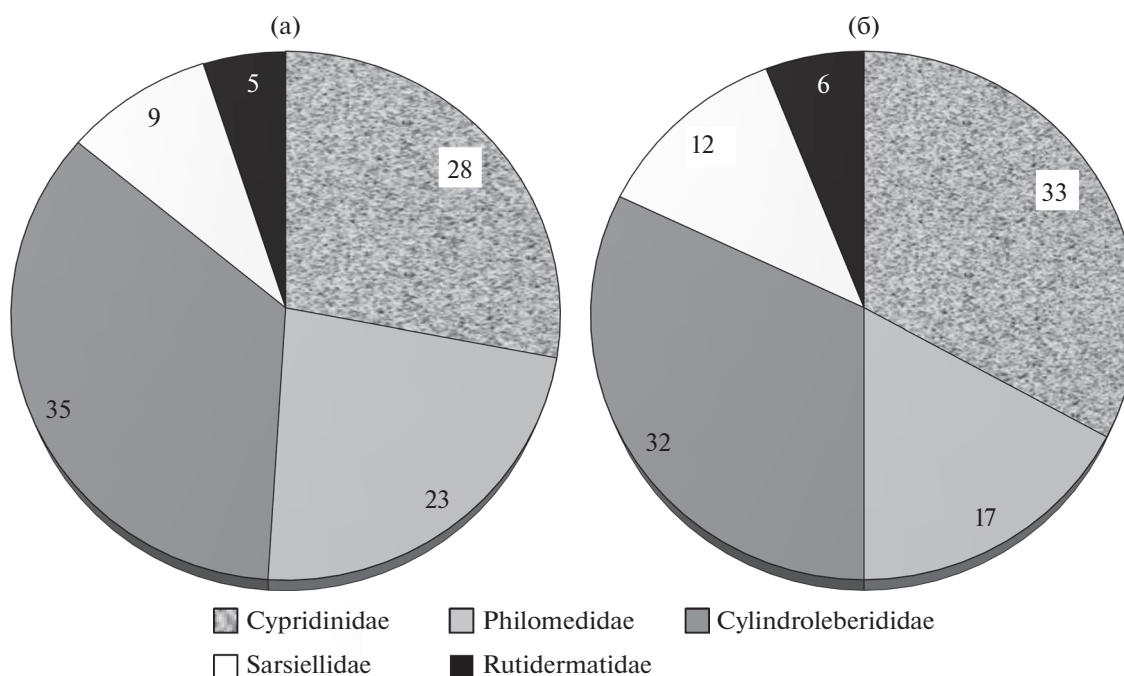 (а)
(б)
5
9
28
35
23
6
12
33
32
17
Cypridinidae
Philomedidae
Cylindroleberididae
Sarsiellidae
Rutidermatidae